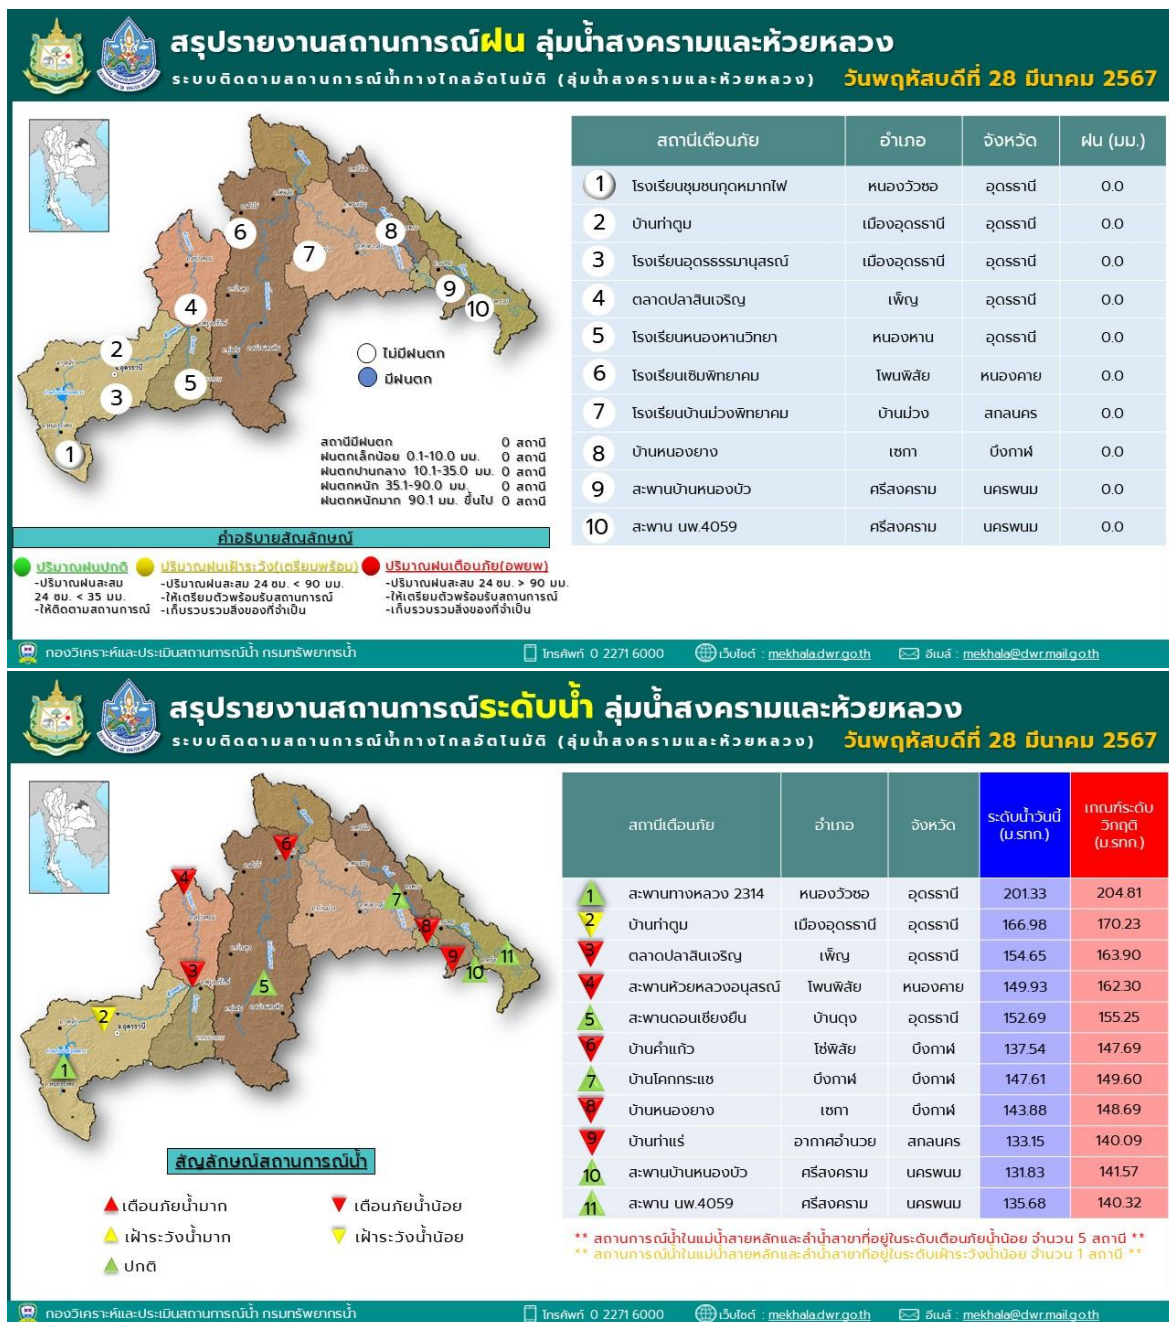 สรุปรายงานสถานการณ์ฝน ลุ่มน้ำสงครามและห้วยหลวง
ระบบติดตามสถานการณ์น้ำทางไกลอัตโนมัติ (ลุ่มน้ำสงครามและห้วยหลวง) วันพฤหัสบดีที่ 28 มีนาคม 2567
สถานีเตือนภัย อำเภอ จังหวัด ฝน (มม.)
1 โรงเรียนชุมชนกุดหมากไฟ หนองวัวซอ อุดรธานี 0.0
2 บ้านท่าตูม เมืองอุดรธานี อุดรธานี 0.0
3 โรงเรียนอุดรธรรมานุสรณ์ เมืองอุดรธานี อุดรธานี 0.0
4 ตลาดปลาสินเจริญ เพ็ญ อุดรธานี 0.0
5 โรงเรียนหนองหานวิทยา หนองหาน อุดรธานี 0.0
6 โรงเรียนเซิมพิทยาคม โพนพิสัย หนองคาย 0.0
7 โรงเรียนบ้านม่วงพิทยาคม บ้านม่วง สกลนคร 0.0
8 บ้านหนองยาง เซกา บึงกาฬ 0.0
9 สะพานบ้านหนองบัว ศรีสงคราม นครพนม 0.0
10 สะพาน นพ.4059 ศรีสงคราม นครพนม 0.0
6
8
7
9
10
4
2
5
3
1
ไม่มีฝนตก
มีฝนตก
สถานีมีฝนตก 0 สถานี
ฝนตกเล็กน้อย 0.1-10.0 มม. 0 สถานี
ฝนตกปานกลาง 10.1-35.0 มม. 0 สถานี
ฝนตกหนัก 35.1-90.0 มม. 0 สถานี
ฝนตกหนักมาก 90.1 มม. ขึ้นไป 0 สถานี
คำอธิบายสัญลักษณ์
ปริมาณฝนปกติ
-ปริมาณฝนสะสม
24 ชม. < 35 มม.
-ให้ติดตามสถานการณ์
ปริมาณฝนเฝ้าระวัง(เตรียมพร้อม)
-ปริมาณฝนสะสม 24 ชม. < 90 มม.
-ให้เตรียมตัวพร้อมรับสถานการณ์
-เก็บรวบรวมสิ่งของที่จำเป็น
ปริมาณฝนเตือนภัย(อพยพ)
-ปริมาณฝนสะสม 24 ชม. > 90 มม.
-ให้เตรียมตัวพร้อมรับสถานการณ์
-เก็บรวบรวมสิ่งของที่จำเป็น
กองวิเคราะห์และประเมินสถานการณ์น้ำ กรมทรัพยากรน้ำ โทรศัพท์ 0 2271 6000 เว็บไซต์ : mekhala.dwr.go.th อีเมล์ : mekhala@dwr.mail.go.th
สรุปรายงานสถานการณ์ระดับน้ำ ลุ่มน้ำสงครามและห้วยหลวง
ระบบติดตามสถานการณ์น้ำทางไกลอัตโนมัติ (ลุ่มน้ำสงครามและห้วยหลวง) วันพฤหัสบดีที่ 28 มีนาคม 2567
สถานีเตือนภัย อำเภอ จังหวัด ระดับน้ำวันนี้ (ม.รทก.) เกณฑ์ระดับวิกฤติ (ม.รทก.)
1 สะพานทางหลวง 2314 หนองวัวซอ อุดรธานี 201.33 204.81
2 บ้านท่าตูม เมืองอุดรธานี อุดรธานี 166.98 170.23
3 ตลาดปลาสินเจริญ เพ็ญ อุดรธานี 154.65 163.90
4 สะพานห้วยหลวงอนุสรณ์ โพนพิสัย หนองคาย 149.93 162.30
5 สะพานดอนเชียงยืน บ้านดุง อุดรธานี 152.69 155.25
6 บ้านคำแก้ว โซ่พิสัย บึงกาฬ 137.54 147.69
7 บ้านโคกกระแซ บึงกาฬ บึงกาฬ 147.61 149.60
8 บ้านหนองยาง เซกา บึงกาฬ 143.88 148.69
9 บ้านท่าแร่ อากาศอำนวย สกลนคร 133.15 140.09
10 สะพานบ้านหนองบัว ศรีสงคราม นครพนม 131.83 141.57
11 สะพาน นพ.4059 ศรีสงคราม นครพนม 135.68 140.32
6
4
7
8
9
11
10
3
5
2
1
สัญลักษณ์สถานการณ์น้ำ
เตือนภัยน้ำมาก เตือนภัยน้ำน้อย
เฝ้าระวังน้ำมาก เฝ้าระวังน้ำน้อย
ปกติ
** สถานการณ์น้ำในแม่น้ำสายหลักและลำน้ำสาขาที่อยู่ในระดับเตือนภัยน้ำน้อย จำนวน 5 สถานี **
** สถานการณ์น้ำในแม่น้ำสายหลักและลำน้ำสาขาที่อยู่ในระดับเฝ้าระวังน้ำน้อย จำนวน 1 สถานี **
กองวิเคราะห์และประเมินสถานการณ์น้ำ กรมทรัพยากรน้ำ โทรศัพท์ 0 2271 6000 เว็บไซต์ : mekhala.dwr.go.th อีเมล์ : mekhala@dwr.mail.go.th